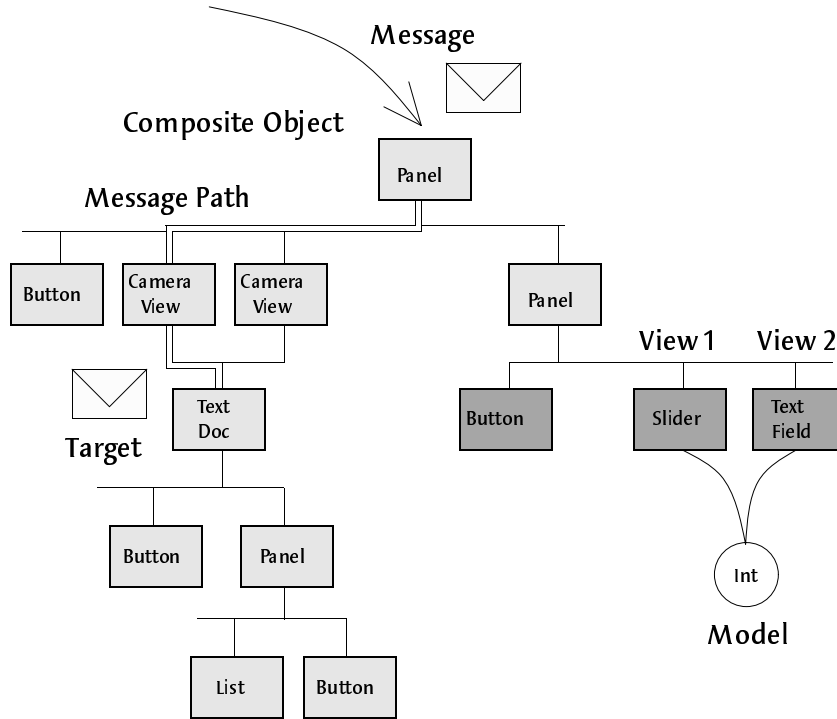 Message
Composite Object
Panel
Message Path
Button
Camera
View
Camera
View
Panel
View 1
View 2
Text
Doc
Target
Button
Slider
Text
Field
Button
Panel
Int
Model
List
Button